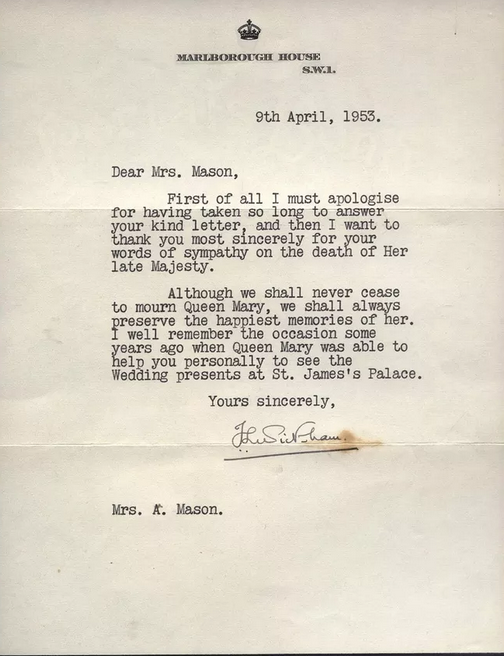 MARLBOROUGH HOUSE
S.W.1.
9th April, 1953.
Dear Mrs. Mason,
First of all I must apologise
for having taken so long to answer
your kind letter, and then I want to
thank you most sincerely for your
words of sympathy on the death of Her
late Majesty.
Although we shall never cease
to mourn Queen Mary, we shall always
preserve the happiest memories of her.
I well remember the occasion some
years ago when Queen Mary was able to
help you personally to see the
Wedding presents at St. James's Palace.
Yours sincerely,
Mrs. A. Mason.